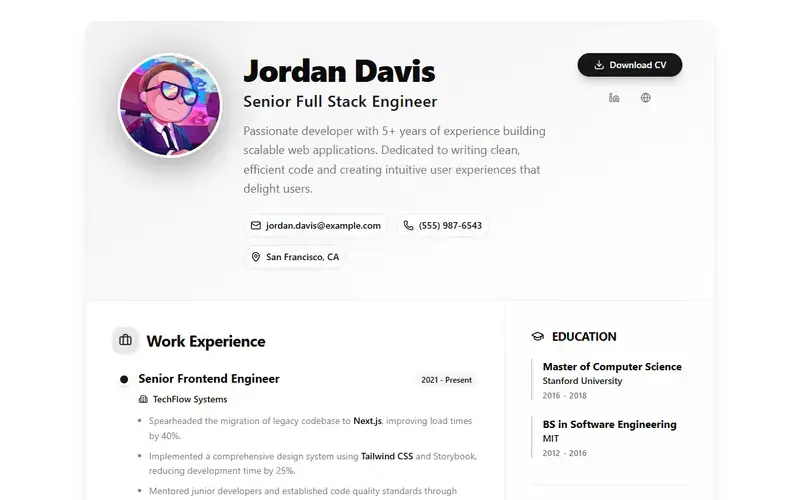 Jordan Davis
Senior Full Stack Engineer
Passionate developer with 5+ years of experience building
scalable web applications. Dedicated to writing clean,
efficient code and creating intuitive user experiences that
delight users.
jordan.davis@example.com
(555) 987-6543
San Francisco, CA
Download CV
Work Experience
Senior Frontend Engineer
2021 - Present
TechFlow Systems
Spearheaded the migration of legacy codebase to Next.js, improving load times
by 40%.
Implemented a comprehensive design system using Tailwind CSS and Storybook,
reducing development time by 25%.
Mentored junior developers and established code quality standards through
EDUCATION
Master of Computer Science
Stanford University
2016 - 2018
BS in Software Engineering
MIT
2012 - 2016